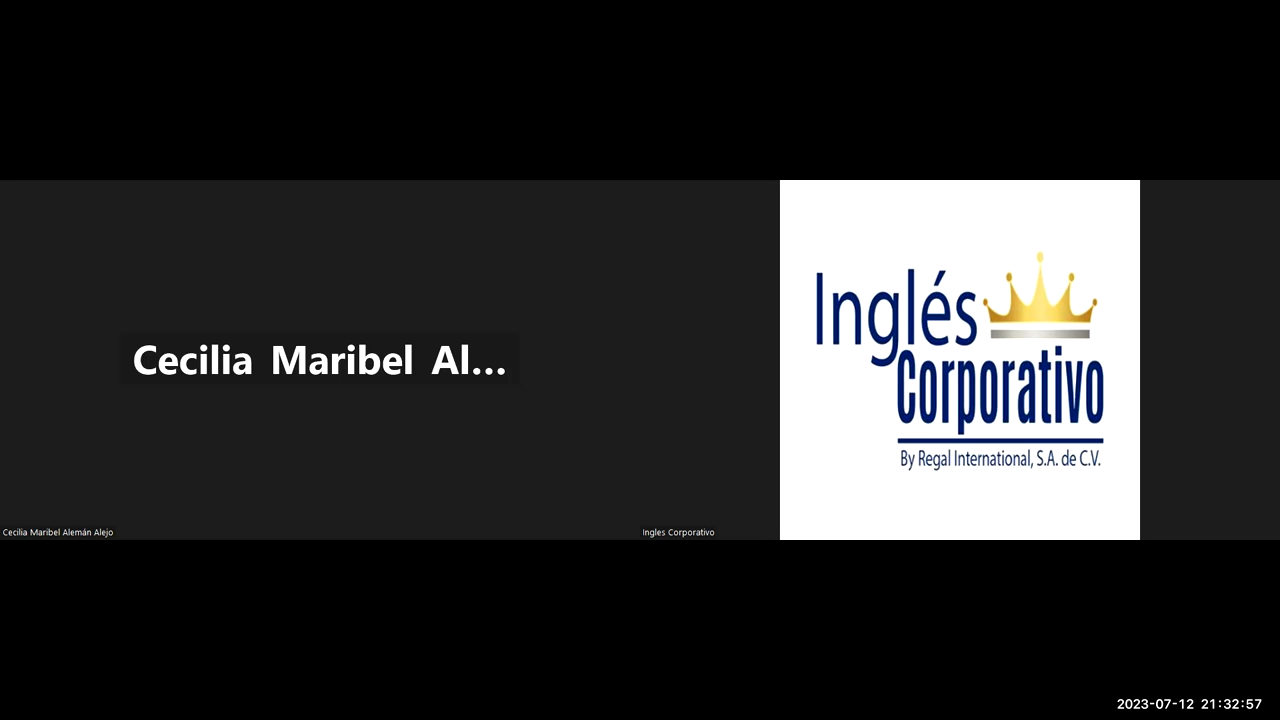 Cecilia Maribel Al...
Cecilia Maribel Alemán Alejo
Inglés
Corporativo
By Regal International, S.A. de C.V.
Ingles Corporativo
2023-07-12 21:32:57